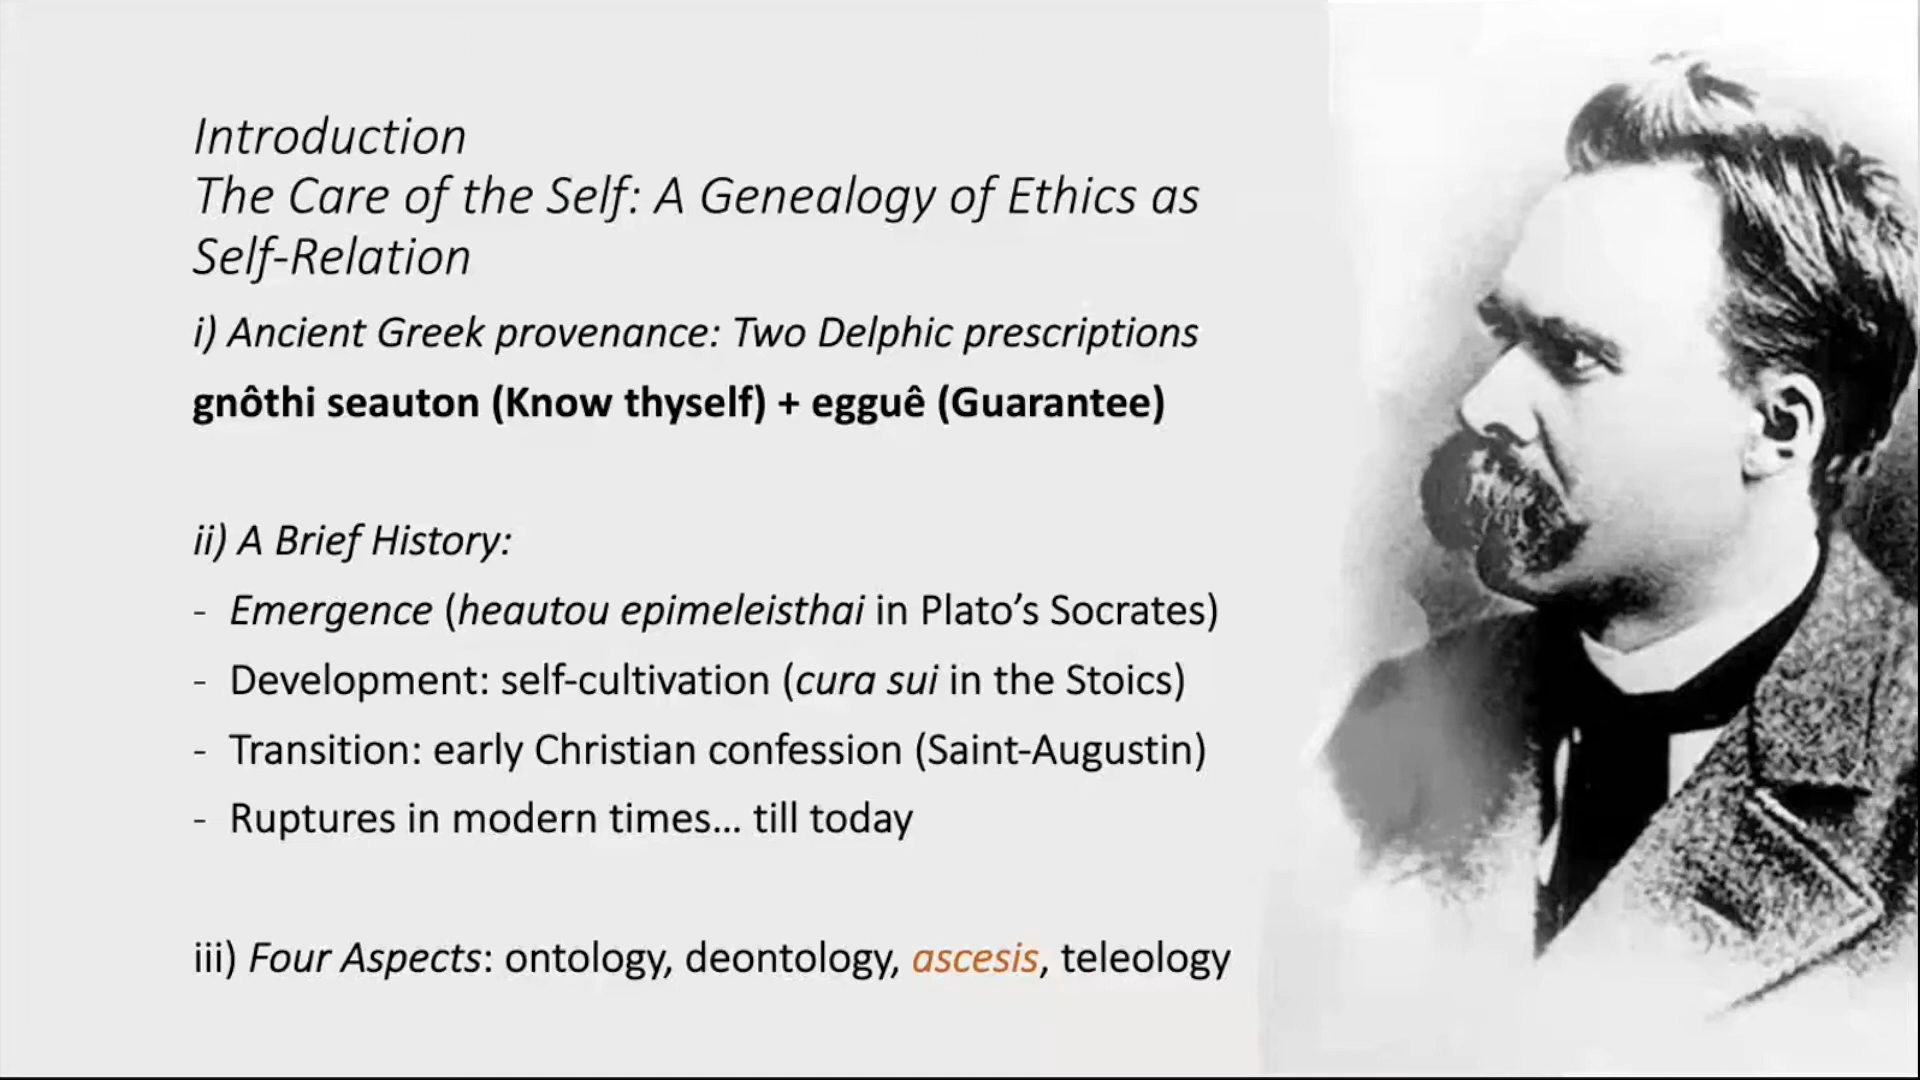 Introduction
The Care of the Self: A Genealogy of Ethics as
Self-Relation
i) Ancient Greek provenance: Two Delphic prescriptions
gnôthi seauton (Know thyself) + egguê (Guarantee)
ii) A Brief History:
- Emergence (heautou epimeleisthai in Plato’s Socrates)
- Development: self-cultivation (cura sui in the Stoics)
- Transition: early Christian confession (Saint-Augustin)
- Ruptures in modern times... till today
iii) Four Aspects: ontology, deontology, ascesis, teleology